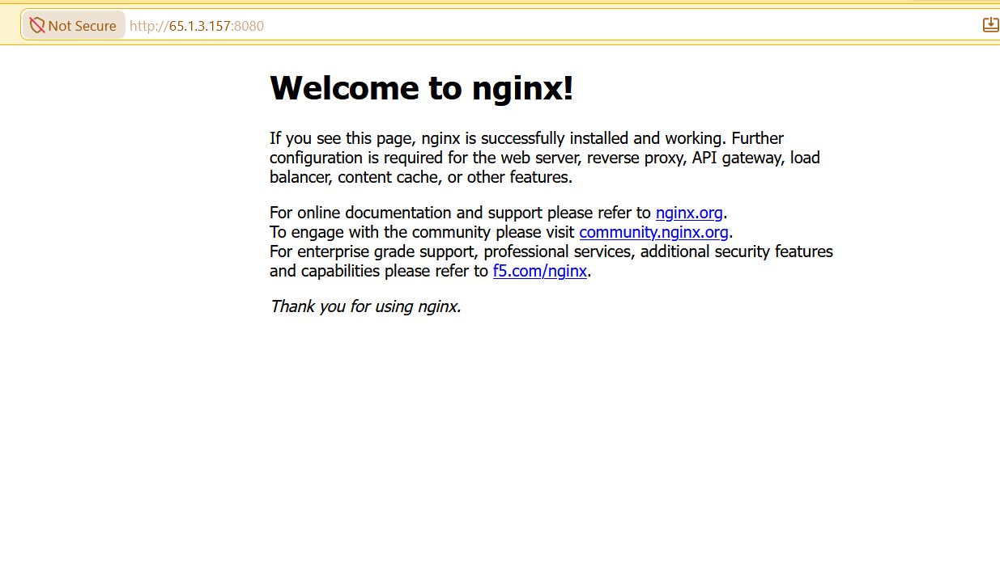 Not Secure http://65.1.3.157:8080
Welcome to nginx!
If you see this page, nginx is successfully installed and working. Further
configuration is required for the web server, reverse proxy, API gateway, load
balancer, content cache, or other features.
For online documentation and support please refer to nginx.org.
To engage with the community please visit community.nginx.org.
For enterprise grade support, professional services, additional security features
and capabilities please refer to f5.com/nginx.
Thank you for using nginx.